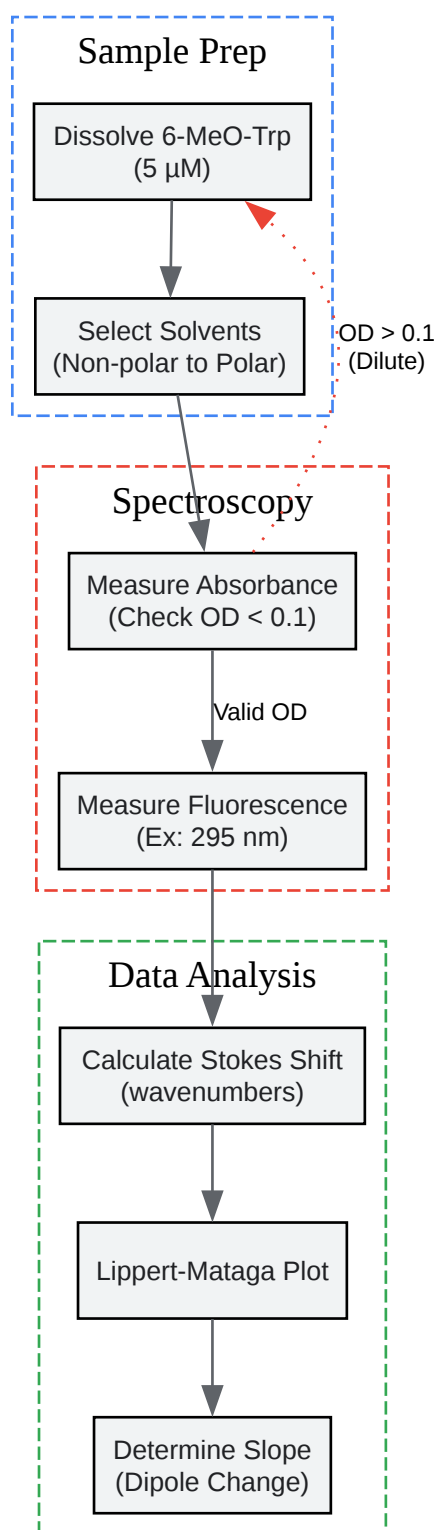 Sample Prep
Dissolve 6-MeO-Trp
(5 µM)
Select Solvents
(Non-polar to Polar)
OD > 0.1
(Dilute)
Spectroscopy
Measure Absorbance
(Check OD < 0.1)
Valid OD
Measure Fluorescence
(Ex: 295 nm)
Data Analysis
Calculate Stokes Shift
(wavenumbers)
Lippert-Mataga Plot
Determine Slope
(Dipole Change)